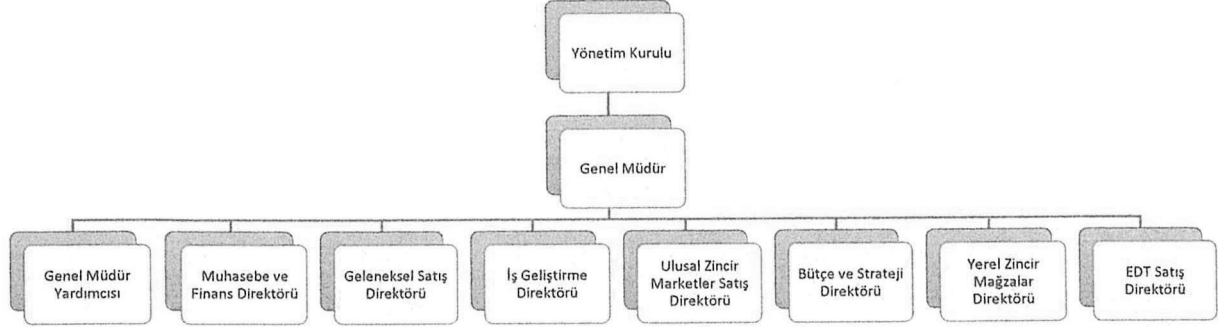 Yönetim Kurulu
Genel Müdür
Genel Müdür
Yardımcısı
Muhasebe ve
Finans Direktörü
Geleneksel Satış
Direktörü
İş Geliştirme
Direktörü
Ulusal Zincir
Marketler Satış
Direktörü
Bütçe ve Strateji
Direktörü
Yerel Zincir
Mağzalar
Direktörü
EDT Satış
Direktörü